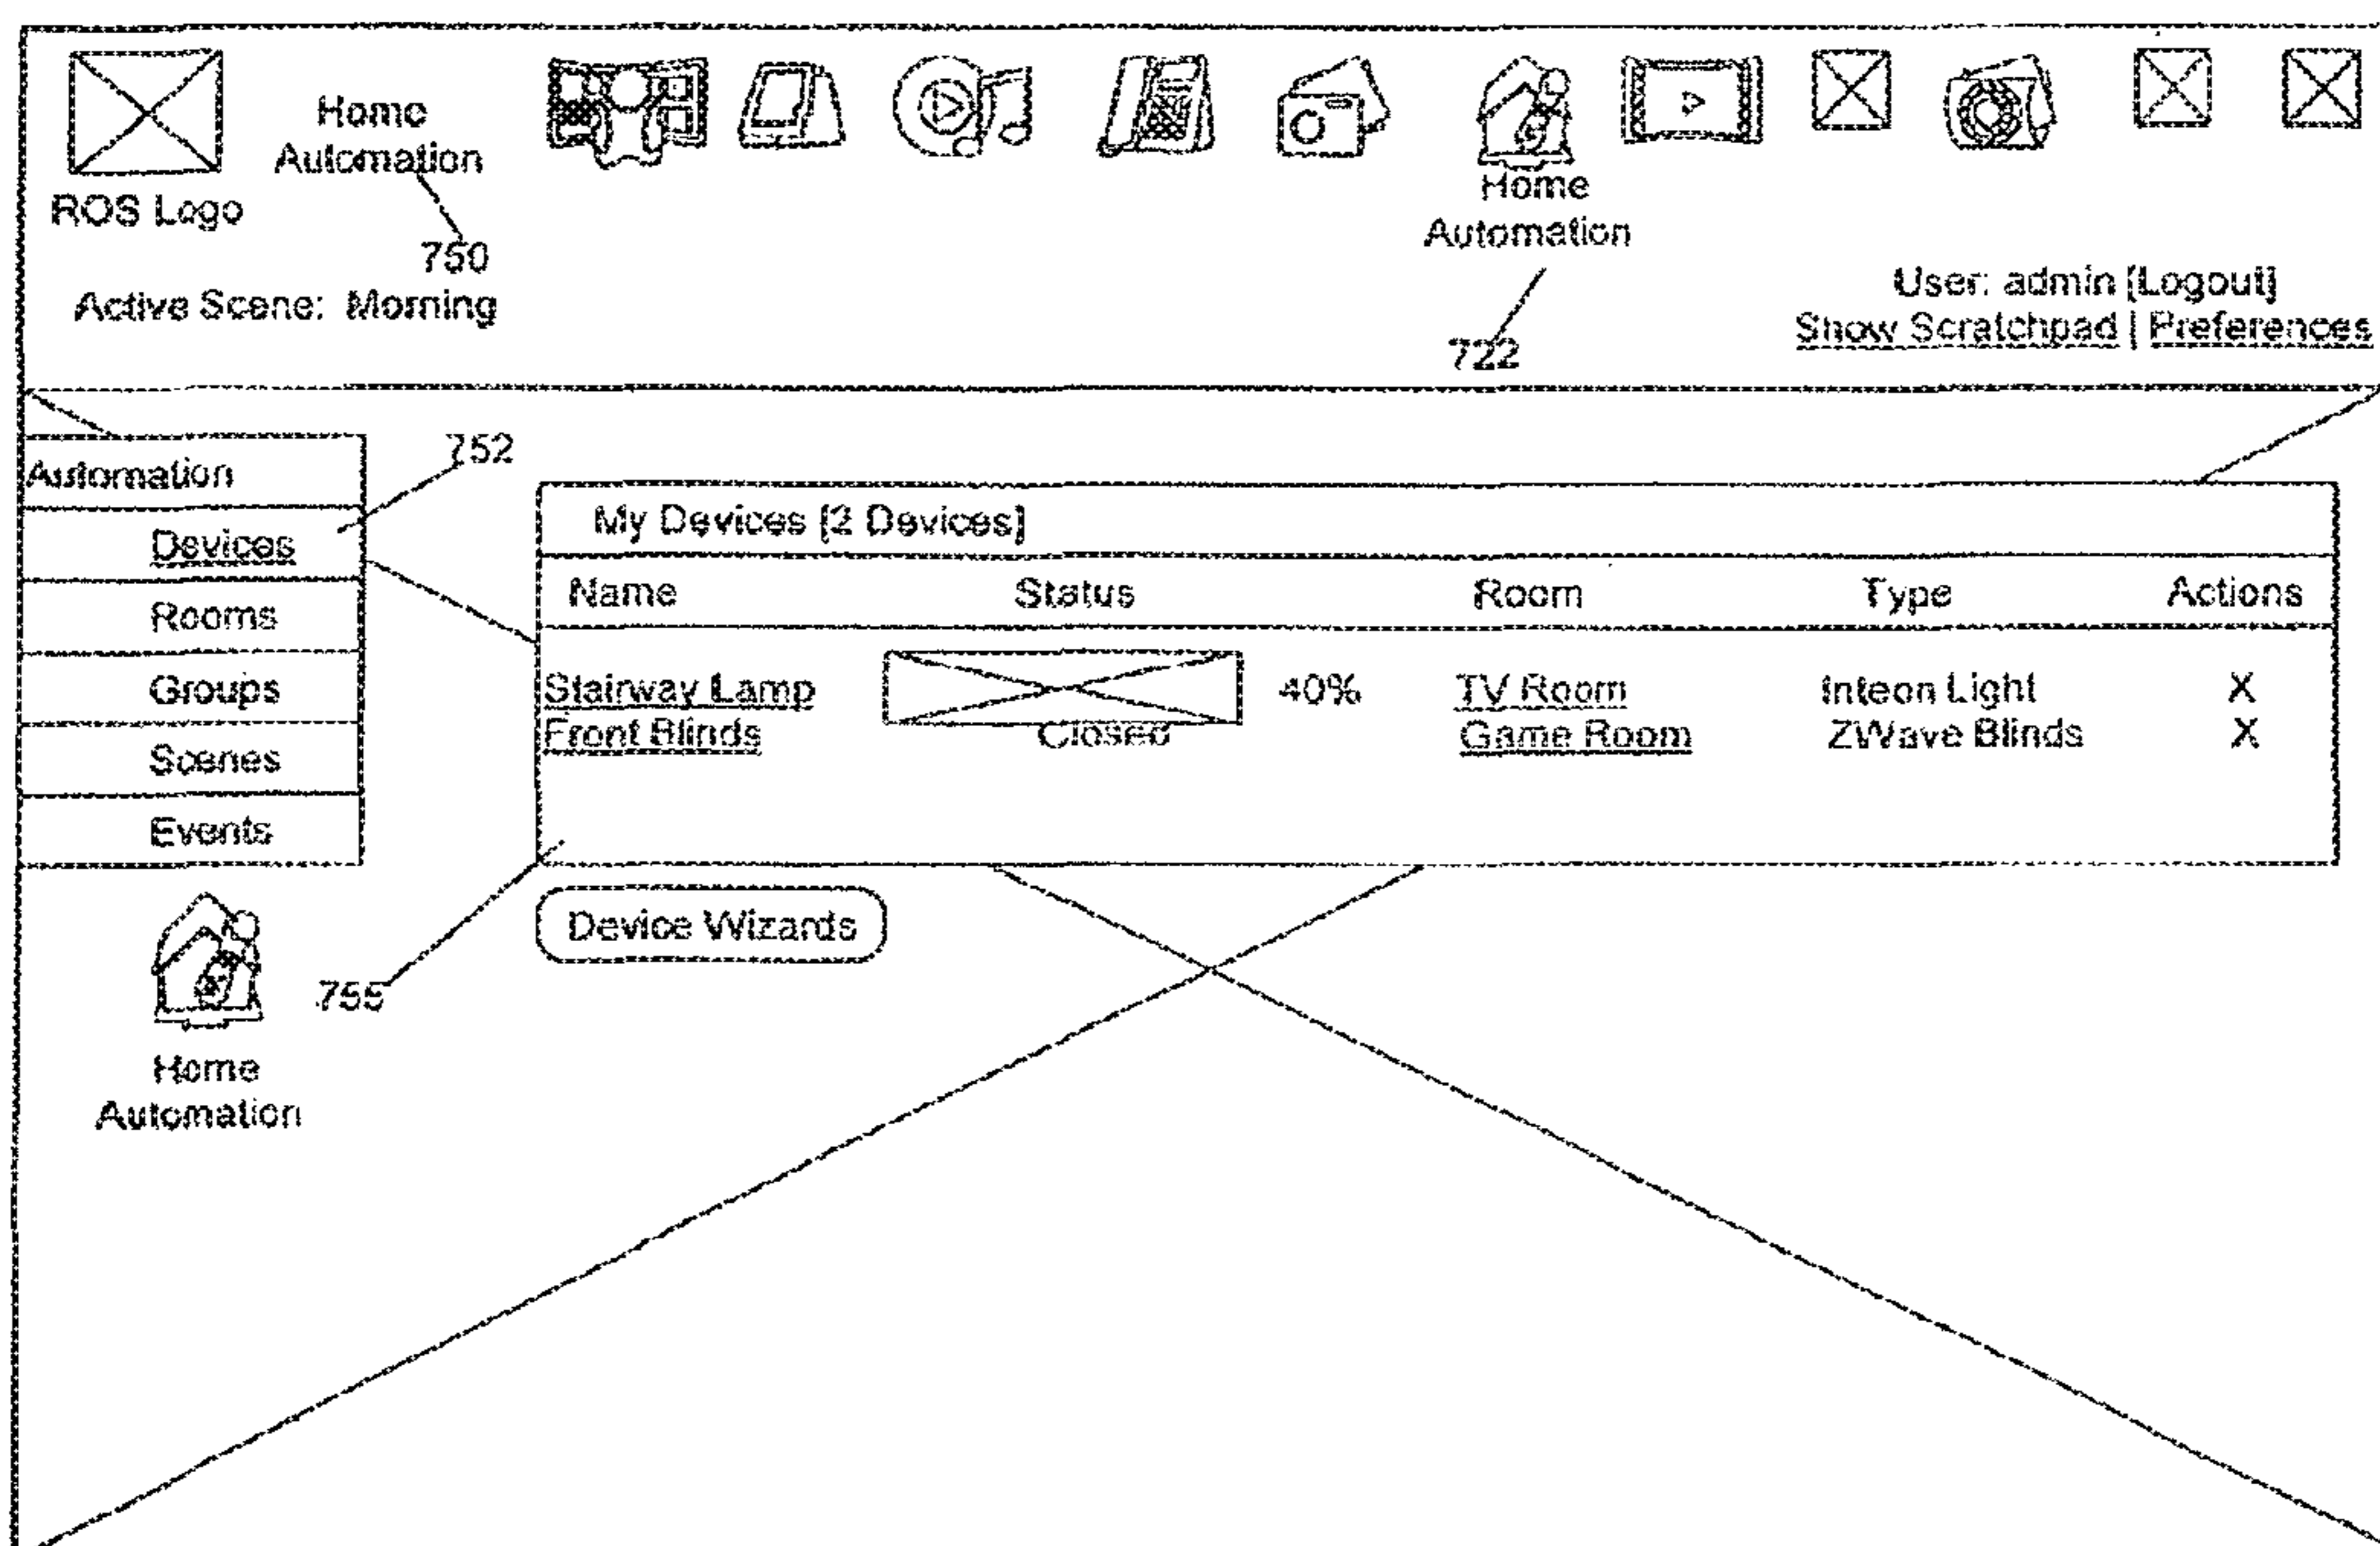 Home
Automation
ROS Logo
750
Active Scene: Morning
Home
Automation
722
User: admin [Logout]
Show Scratchpad | Preferences
752
Automation
Devices
Rooms
Groups
Scenes
Events
My Devices [2 Devices]
Name Status Room Type Actions
Stairway Lamp 40% TV Room Inteon Light X
Front Blinds Closed Game Room ZWave Blinds X
Device Wizards
755
Home
Automation